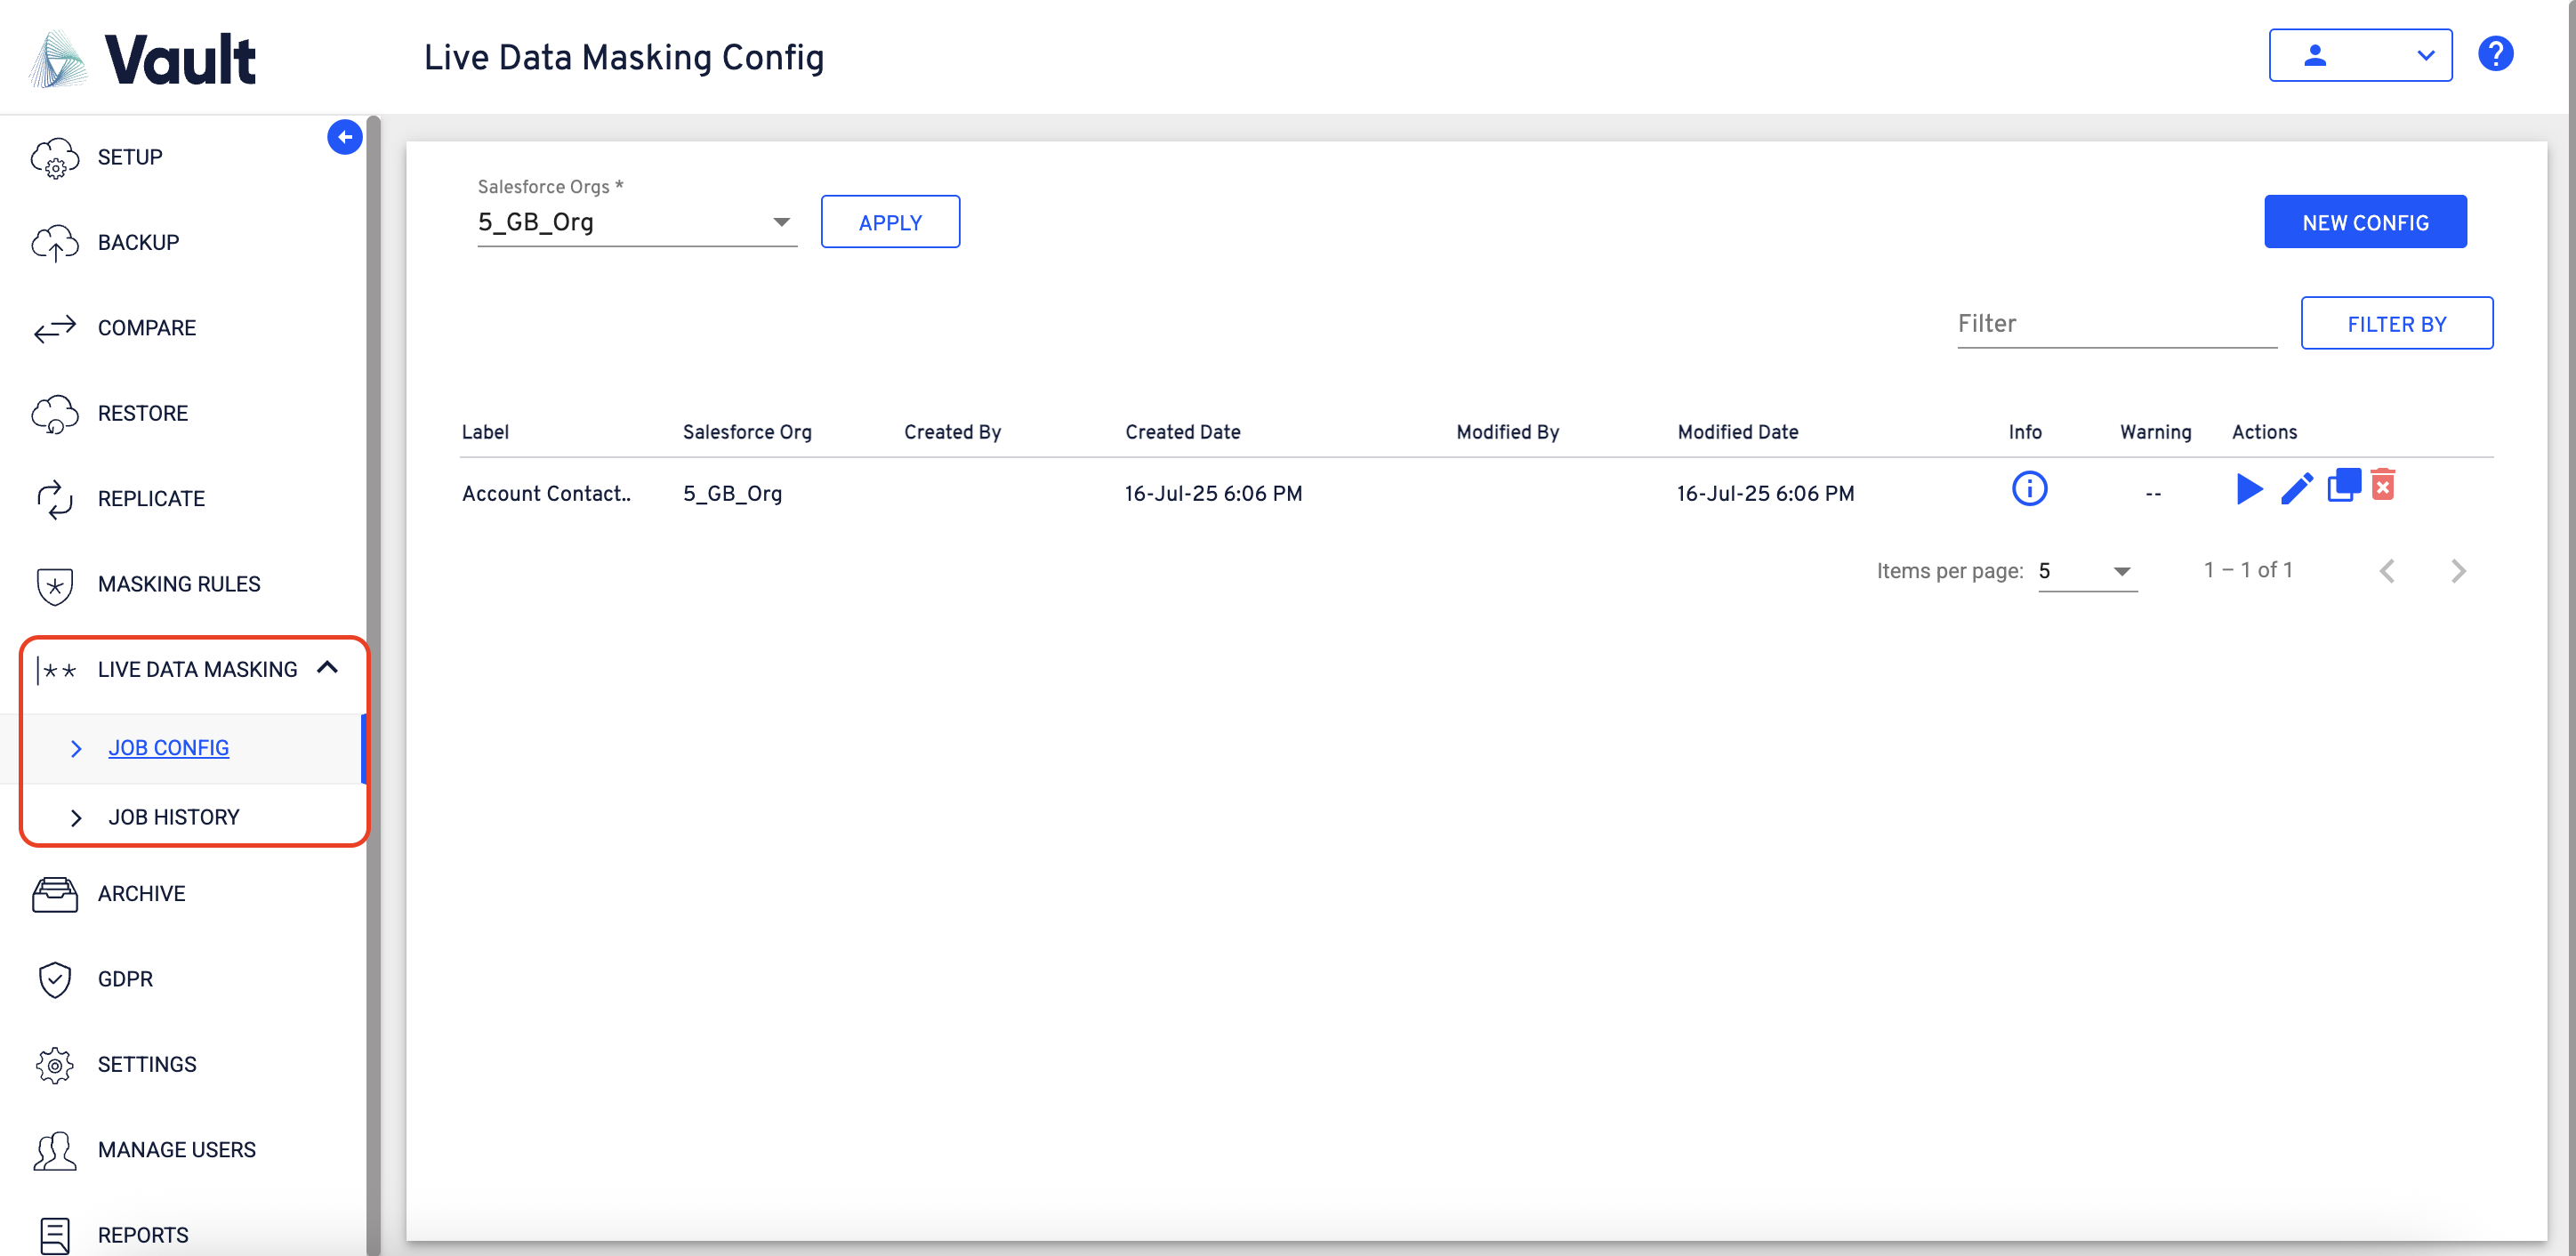 Vault
Live Data Masking Config
?
SETUP
BACKUP
COMPARE
RESTORE
REPLICATE
MASKING RULES
|** LIVE DATA MASKING
JOB CONFIG
JOB HISTORY
ARCHIVE
GDPR
SETTINGS
MANAGE USERS
REPORTS
Salesforce Orgs *
5_GB_Org
APPLY
NEW CONFIG
Filter
FILTER BY
Label Salesforce Org Created By Created Date Modified By Modified Date Info Warning Actions
Account Contact.. 5_GB_Org 16-Jul-25 6:06 PM 16-Jul-25 6:06 PM --
Items per page: 5 1 – 1 of 1